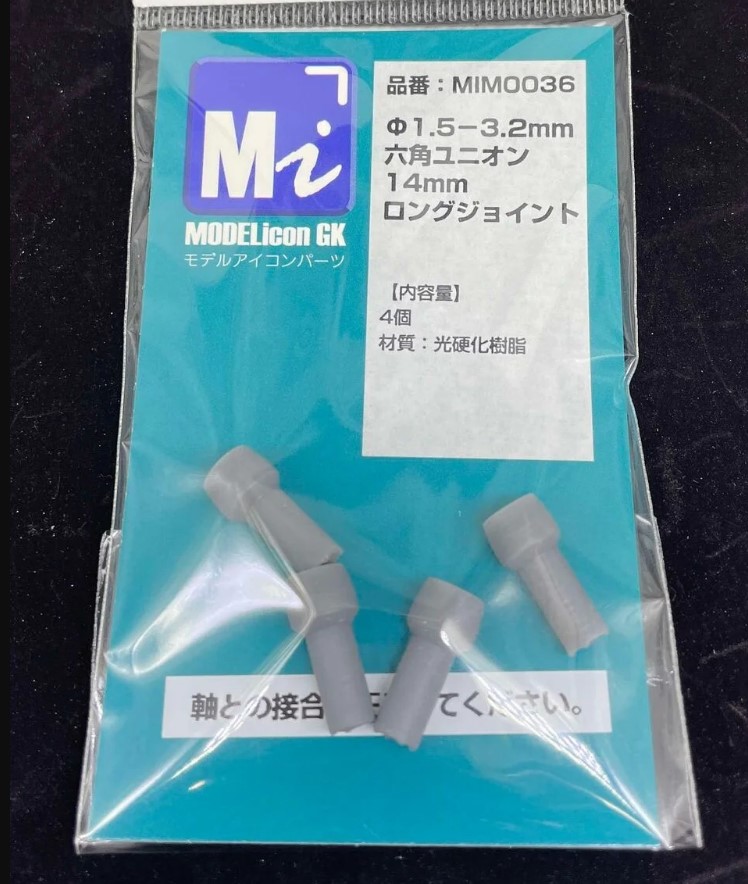 Mi
MODELicon GK
モデルアイコンパーツ
品番：MIM0036
Φ1.5－3.2mm
六角ユニオン
14mm
ロングジョイント
【内容量】
4個
材質：光硬化樹脂
軸との接合 てください。